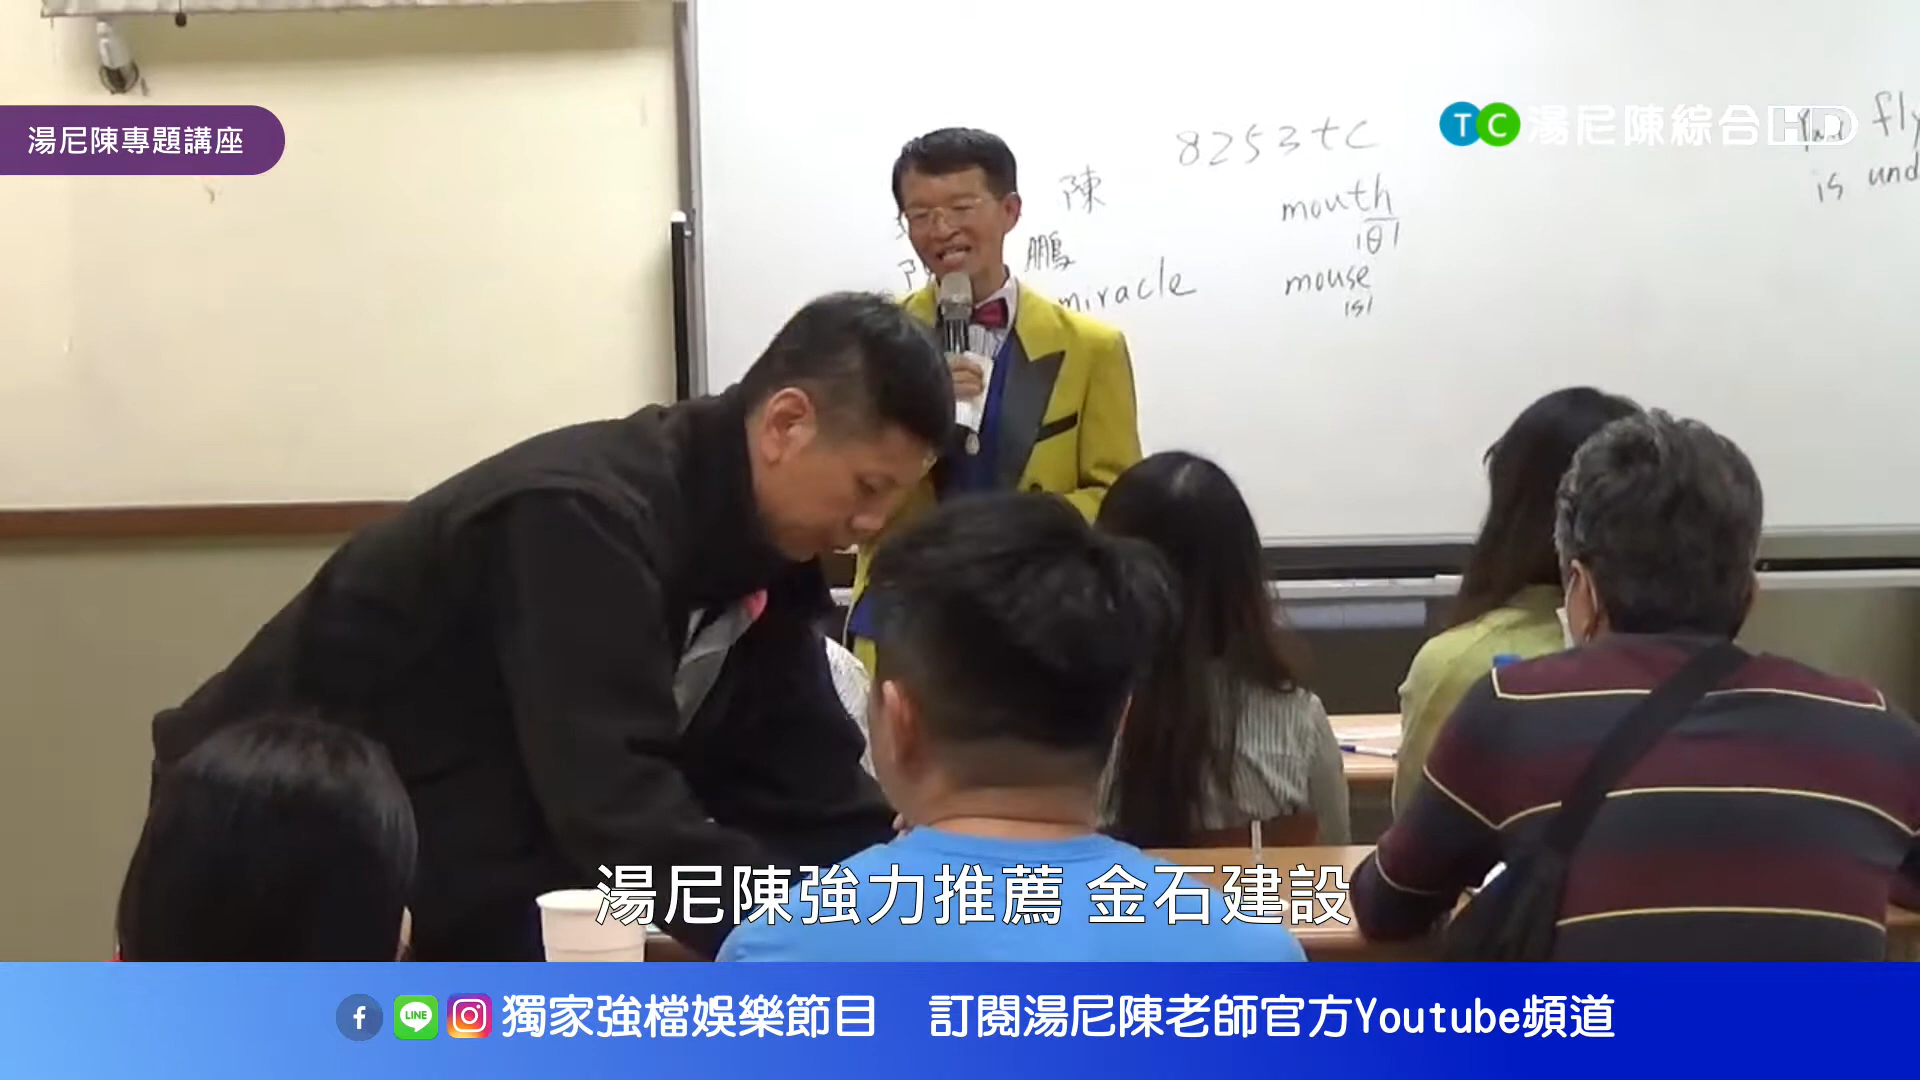 湯尼陳專題講座
TC 湯尼陳綜合HD
8253tc
陳
mouth
/θ/
鵬
miracle
mouse
/s/
fly
is und
湯尼陳強力推薦 金石建設
LINE 獨家強檔娛樂節目 訂閱湯尼陳老師官方Youtube頻道